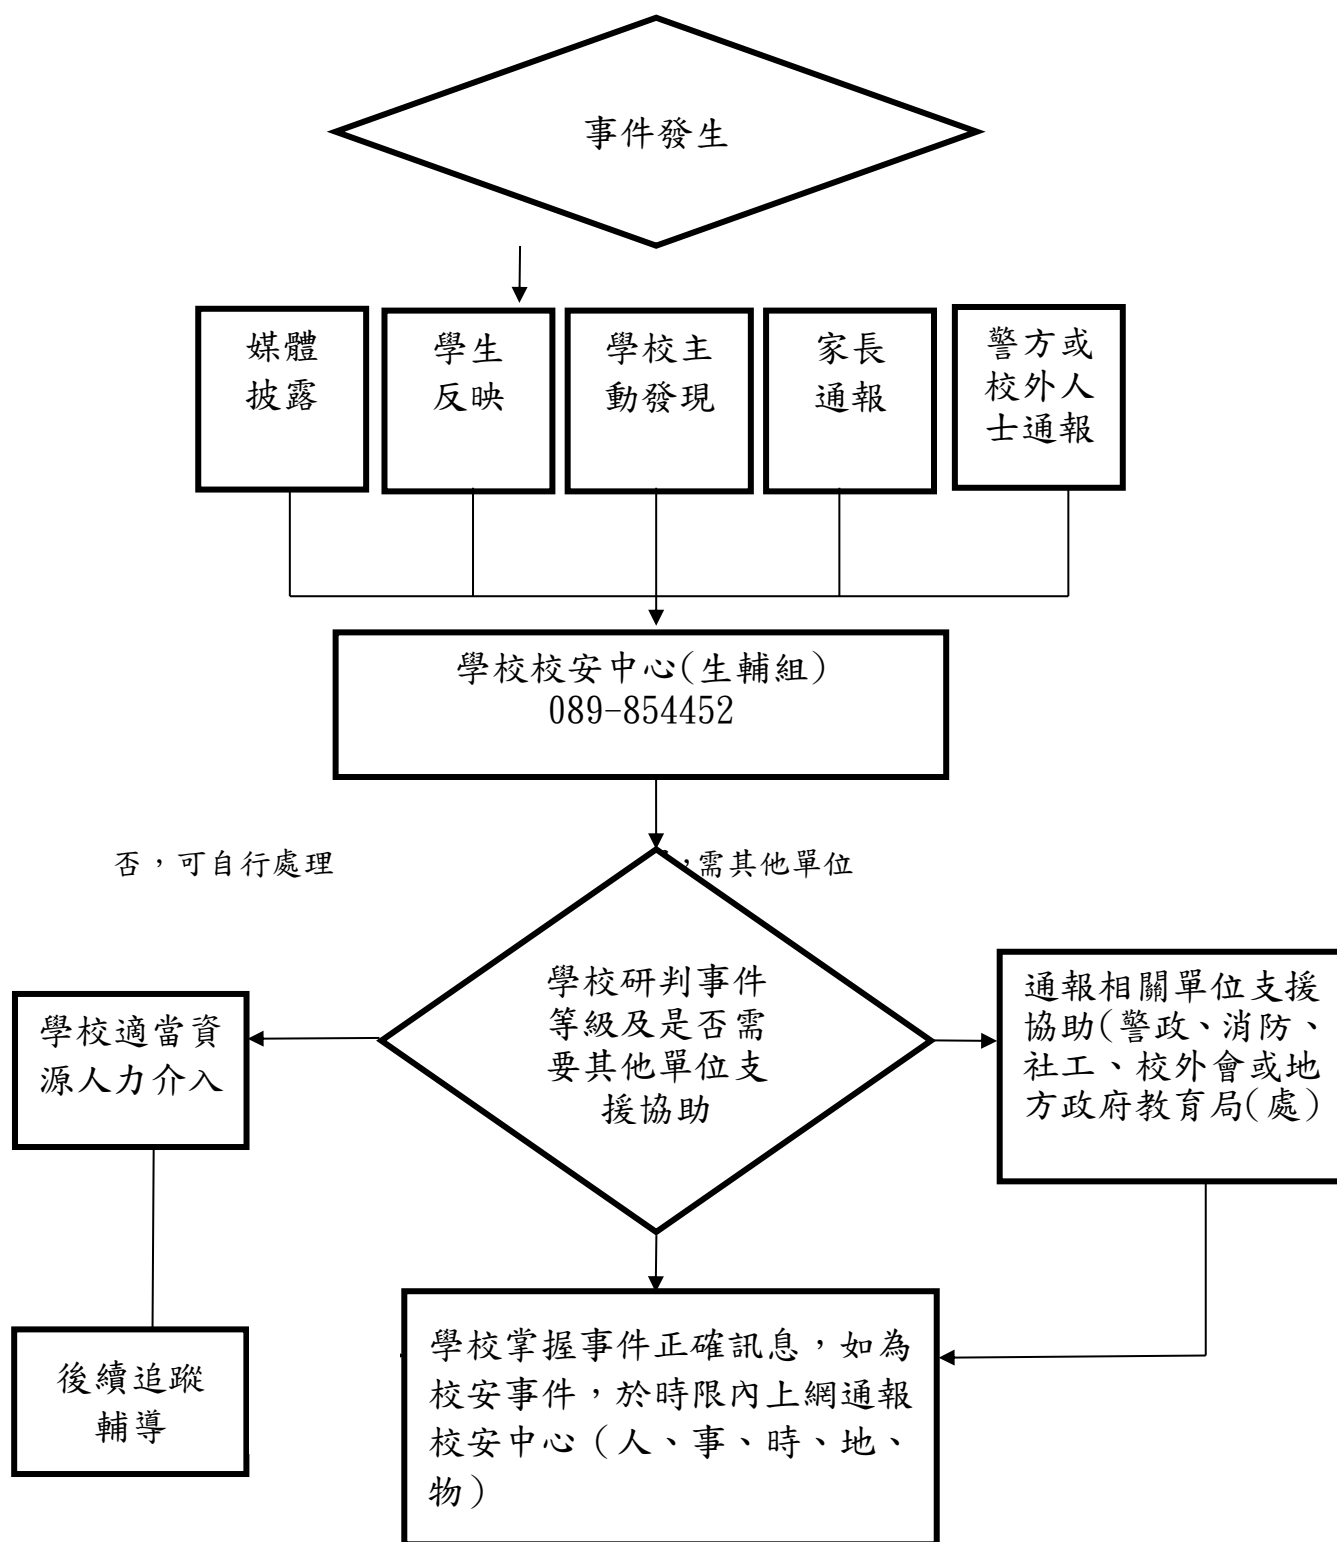 事件發生
媒體
披露
學生
反映
學校主
動發現
家長
通報
警方或
校外人
士通報
學校校安中心(生輔組)
089-854452
否，可自行處理
，需其他單位
學校研判事件
等級及是否需
要其他單位支
援協助
學校適當資
源人力介入
通報相關單位支援
協助(警政、消防、
社工、校外會或地
方政府教育局(處)
後續追蹤
輔導
學校掌握事件正確訊息，如為
校安事件，於時限內上網通報
校安中心（人、事、時、地、
物）